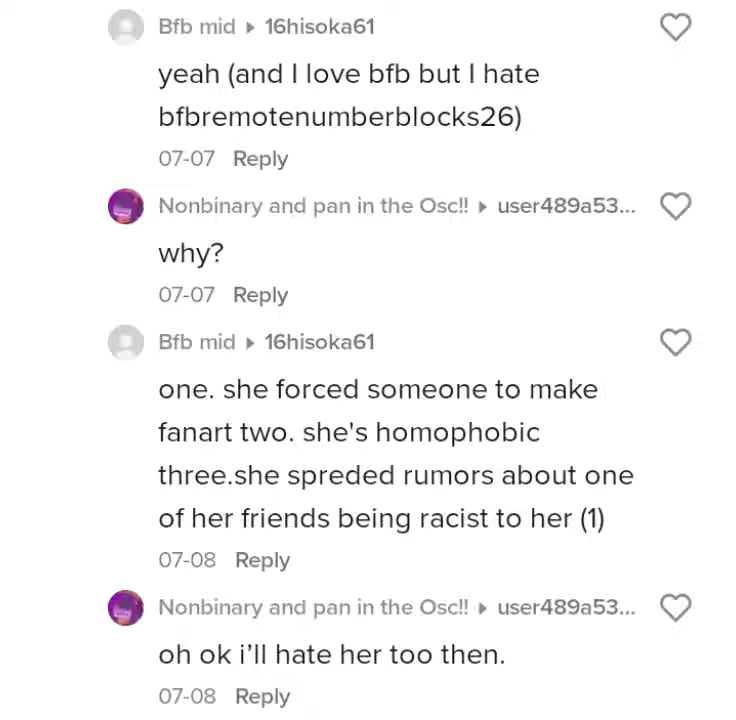 Bfb mid ▸ 16hisoka61
yeah (and I love bfb but I hate
bfbremotenumberblocks26)
07-07 Reply
Nonbinary and pan in the Osc!! ▸ user489a53...
why?
07-07 Reply
Bfb mid ▸ 16hisoka61
one. she forced someone to make
fanart two. she's homophobic
three.she spreded rumors about one
of her friends being racist to her (1)
07-08 Reply
Nonbinary and pan in the Osc!! ▸ user489a53...
oh ok i’ll hate her too then.
07-08 Reply